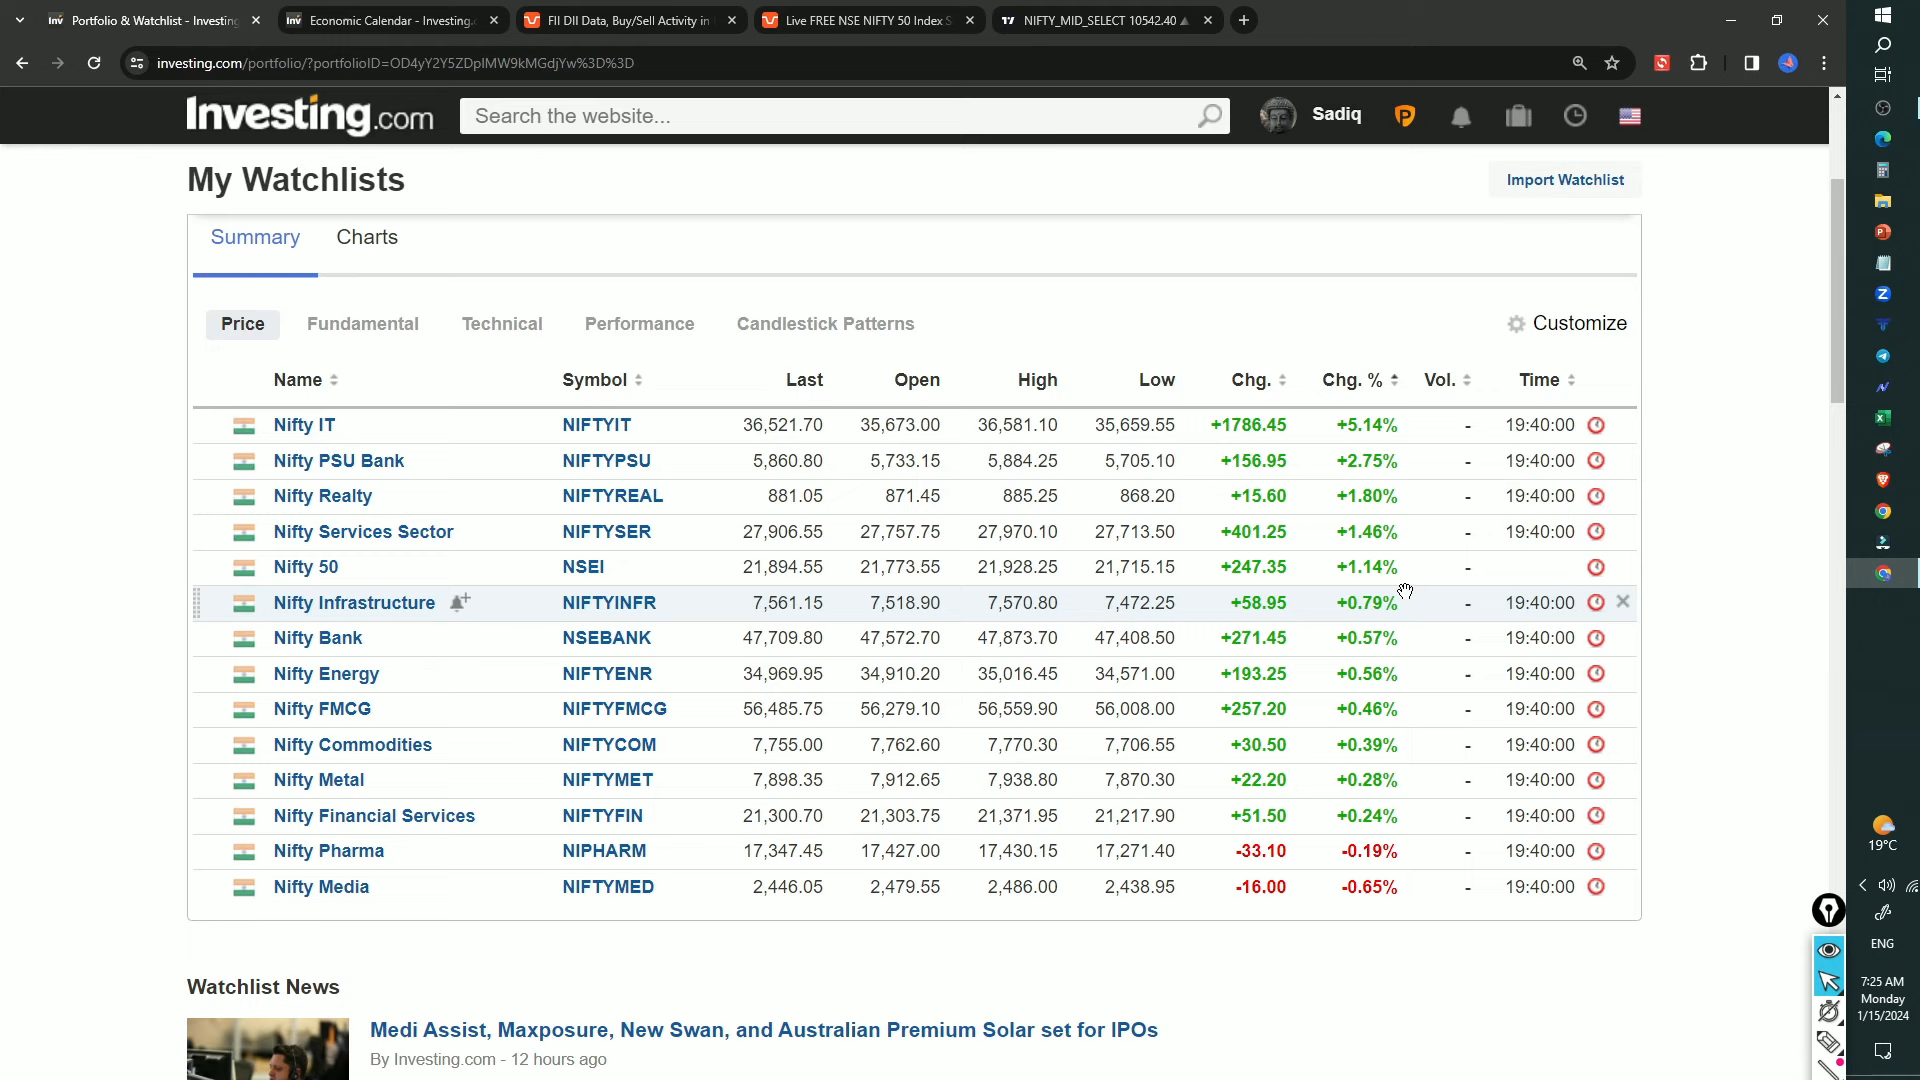 Portfolio & Watchlist - Investing
Economic Calendar - Investing.
FII DII Data, Buy/Sell Activity in
Live FREE NSE NIFTY 50 Index S
NIFTY_MID_SELECT 10542.40
investing.com/portfolio/?portfolioID=OD4yY2Y5ZDplMW9kMGdjYw%3D%3D
Investing.com
Search the website...
Sadiq
My Watchlists
Import Watchlist
Summary Charts
Price Fundamental Technical Performance Candlestick Patterns Customize
Name Symbol Last Open High Low Chg. Chg. % Vol. Time
Nifty IT NIFTYIT 36,521.70 35,673.00 36,581.10 35,659.55 +1786.45 +5.14% - 19:40:00
Nifty PSU Bank NIFTYPSU 5,860.80 5,733.15 5,884.25 5,705.10 +156.95 +2.75% - 19:40:00
Nifty Realty NIFTYREAL 881.05 871.45 885.25 868.20 +15.60 +1.80% - 19:40:00
Nifty Services Sector NIFTYSER 27,906.55 27,757.75 27,970.10 27,713.50 +401.25 +1.46% - 19:40:00
Nifty 50 NSEI 21,894.55 21,773.55 21,928.25 21,715.15 +247.35 +1.14% -
Nifty Infrastructure NIFTYINFR 7,561.15 7,518.90 7,570.80 7,472.25 +58.95 +0.79% - 19:40:00
Nifty Bank NSEBANK 47,709.80 47,572.70 47,873.70 47,408.50 +271.45 +0.57% - 19:40:00
Nifty Energy NIFTYENR 34,969.95 34,910.20 35,016.45 34,571.00 +193.25 +0.56% - 19:40:00
Nifty FMCG NIFTYFMCG 56,485.75 56,279.10 56,559.90 56,008.00 +257.20 +0.46% - 19:40:00
Nifty Commodities NIFTYCOM 7,755.00 7,762.60 7,770.30 7,706.55 +30.50 +0.39% - 19:40:00
Nifty Metal NIFTYMET 7,898.35 7,912.65 7,938.80 7,870.30 +22.20 +0.28% - 19:40:00
Nifty Financial Services NIFTYFIN 21,300.70 21,303.75 21,371.95 21,217.90 +51.50 +0.24% - 19:40:00
Nifty Pharma NIPHARM 17,347.45 17,427.00 17,430.15 17,271.40 -33.10 -0.19% - 19:40:00
Nifty Media NIFTYMED 2,446.05 2,479.55 2,486.00 2,438.95 -16.00 -0.65% - 19:40:00
Watchlist News
Medi Assist, Maxposure, New Swan, and Australian Premium Solar set for IPOs
By Investing.com - 12 hours ago
19°C
ENG
7:25 AM
Monday
1/15/2024